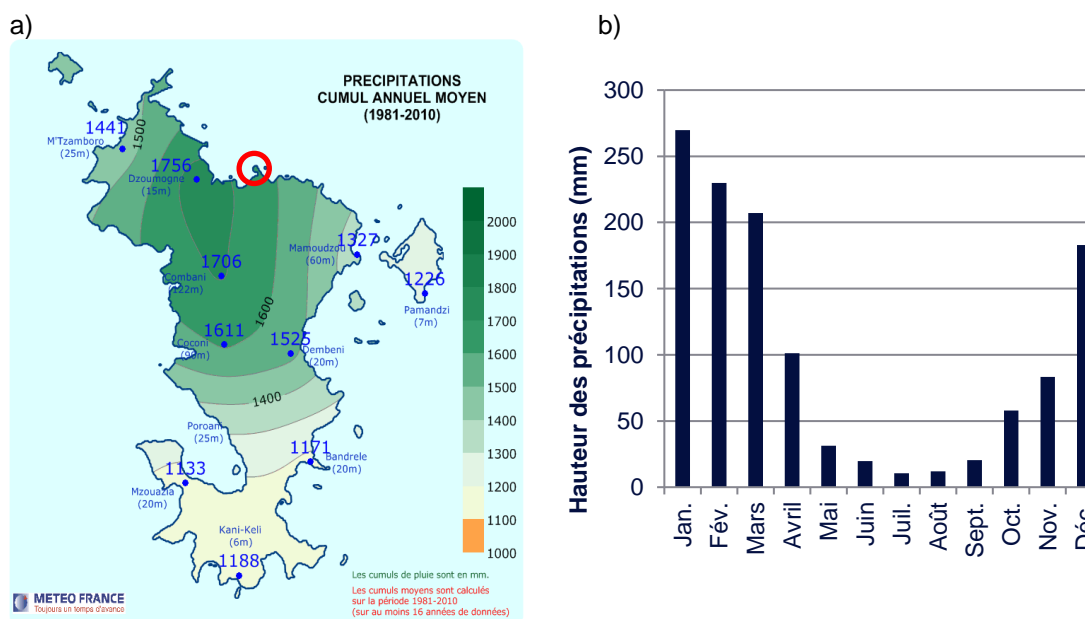 a)
PRECIPITATIONS
CUMUL ANNUEL MOYEN
(1981-2010)
1441
M'Tzamboro
(25m)
1500
1756
Dzoumogne
(15m)
1327
Mamoudzou
(60m)
1226
Pamandzi
(7m)
1706
Combani
(122m)
1600
1611
Coconi
1525
Dembeni
(20m)
1400
Poroani
(25m)
1171
Bandrele
(20m)
1133
Mzouazia
(20m)
Kani-Keli
(6m)
1188
2000
1900
1800
1700
1600
1500
1400
1300
1200
1100
1000
Les cumuls de pluie sont en mm.
Les cumuls moyens sont calculés
sur la période 1981-2010
(sur au moins 16 années de données)
METEO FRANCE
Toujours un temps d'avance
b)
Hauteur des précipitations (mm)
300
250
200
150
100
50
0
Jan.
Fév.
Mars
Avril
Mai
Juin
Juil.
Août
Sept.
Oct.
Nov.
Déc.